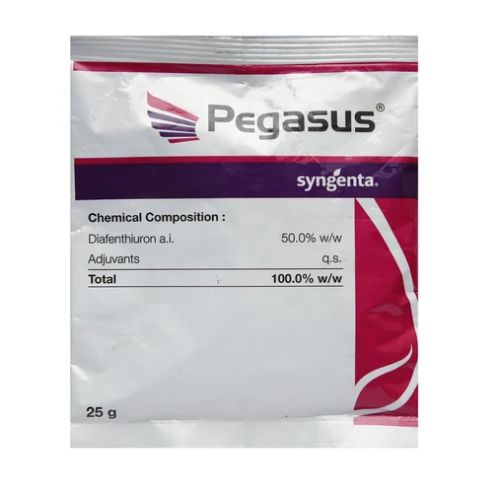 Pegasus®
syngenta®
Chemical Composition :
Diafenthiuron a.i. 50.0% w/w
Adjuvants q.s.
Total 100.0% w/w
25 g